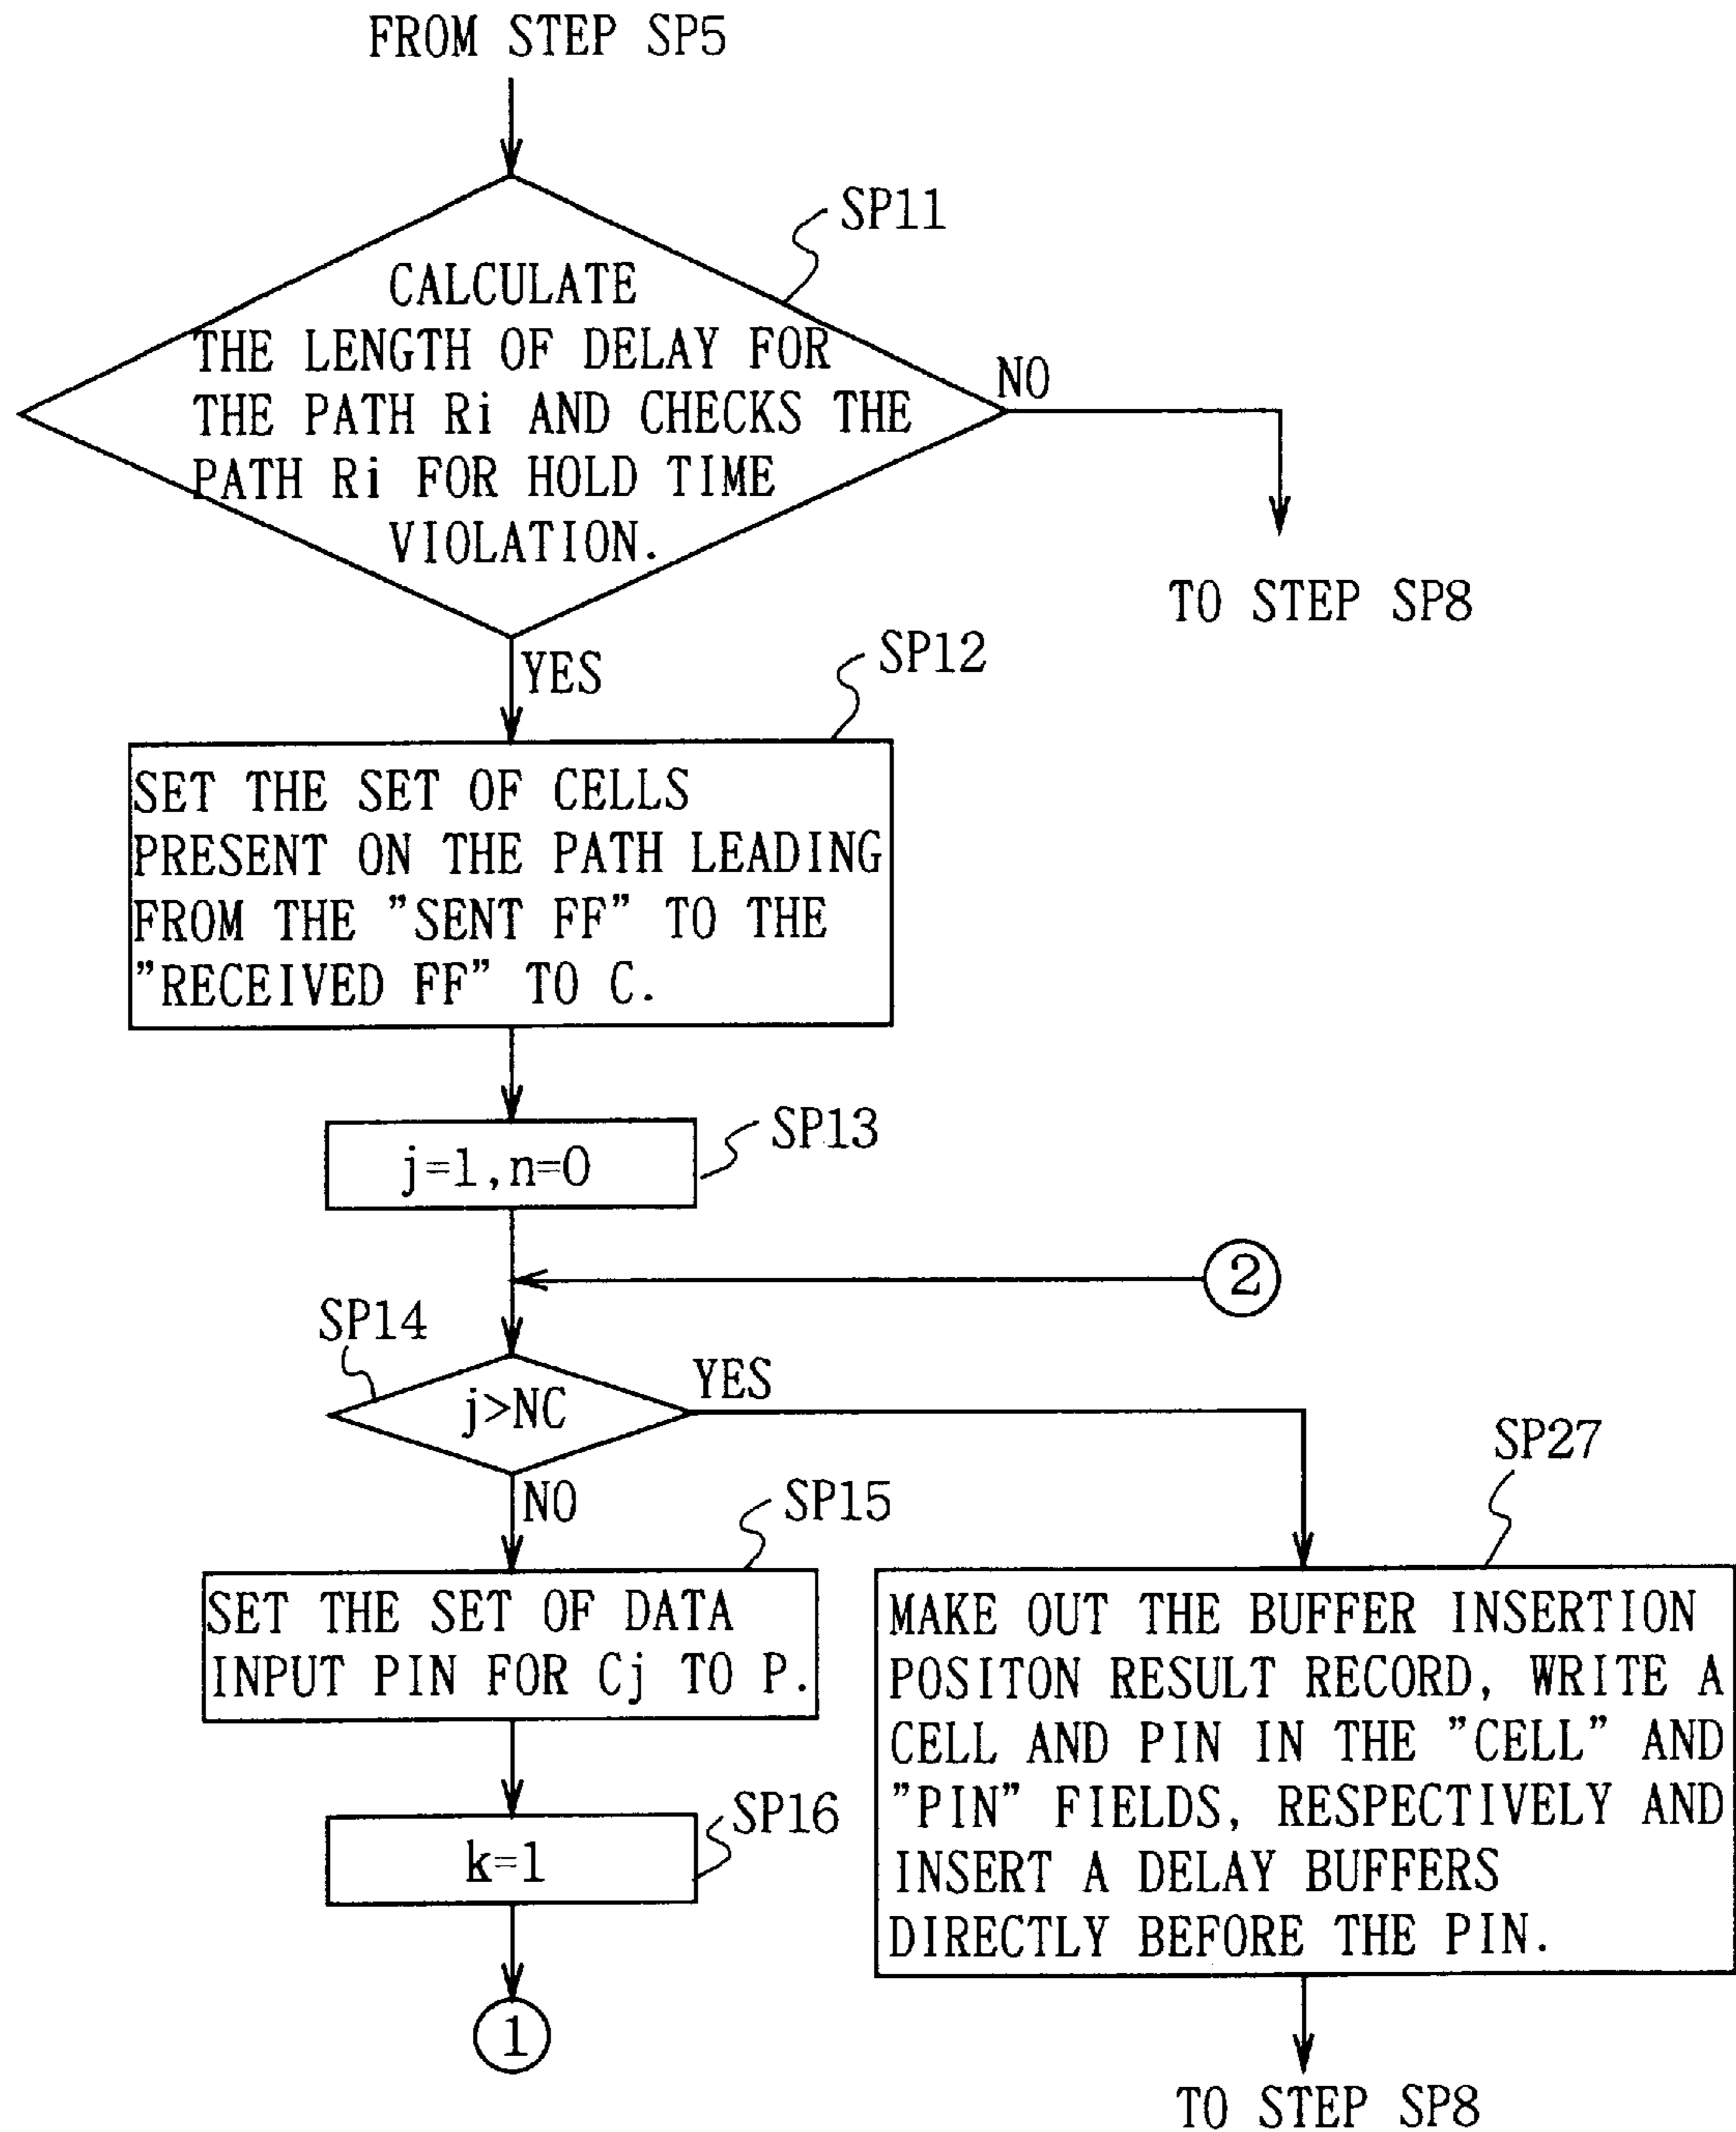 FROM STEP SP5
SP11
CALCULATE
THE LENGTH OF DELAY FOR
THE PATH Ri AND CHECKS THE
PATH Ri FOR HOLD TIME
VIOLATION.
NO
TO STEP SP8
YES
SP12
SET THE SET OF CELLS
PRESENT ON THE PATH LEADING
FROM THE "SENT FF" TO THE
"RECEIVED FF" TO C.
SP13
j=1,n=0
2
SP14
j>NC
YES
NO
SP15
SET THE SET OF DATA
INPUT PIN FOR Cj TO P.
SP16
k=1
1
SP27
MAKE OUT THE BUFFER INSERTION
POSITON RESULT RECORD, WRITE A
CELL AND PIN IN THE "CELL" AND
"PIN" FIELDS, RESPECTIVELY AND
INSERT A DELAY BUFFERS
DIRECTLY BEFORE THE PIN.
TO STEP SP8